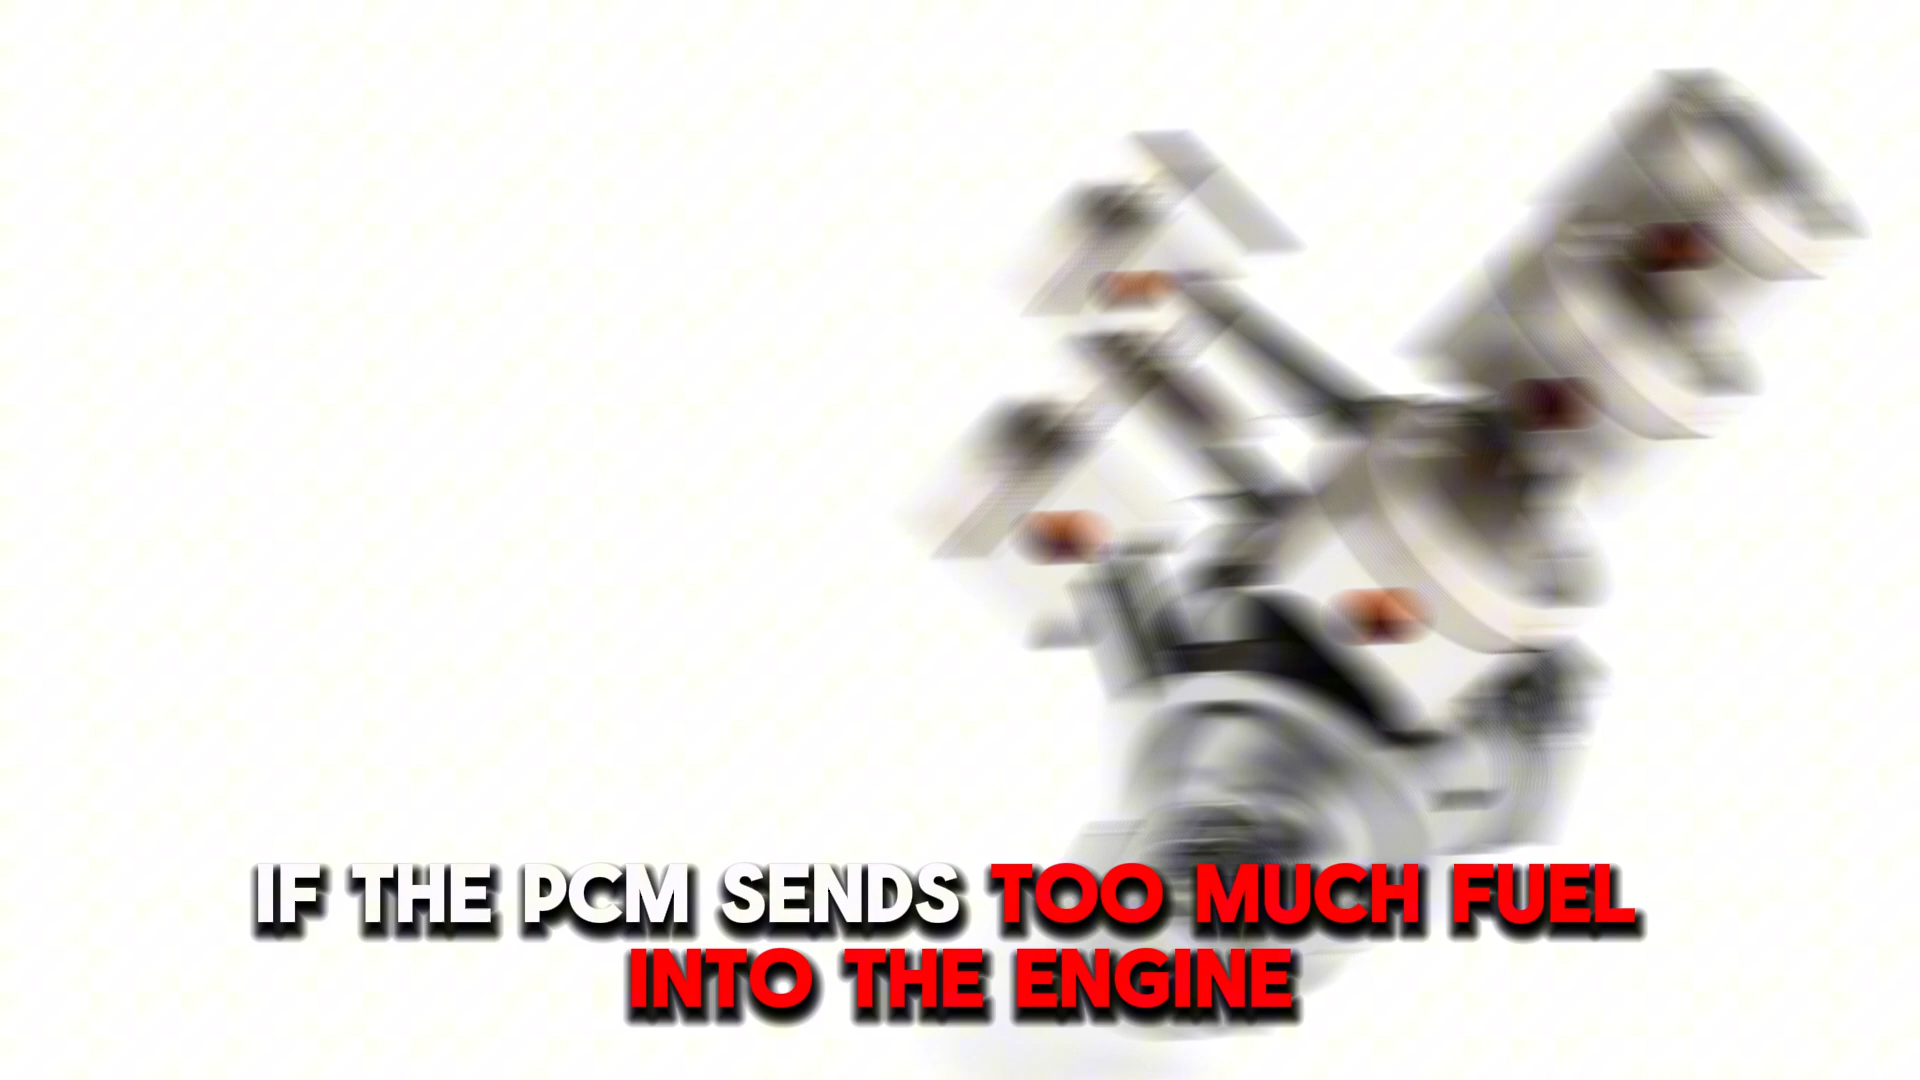 IF THE PCM SENDS TOO MUCH FUEL
INTO THE ENGINE